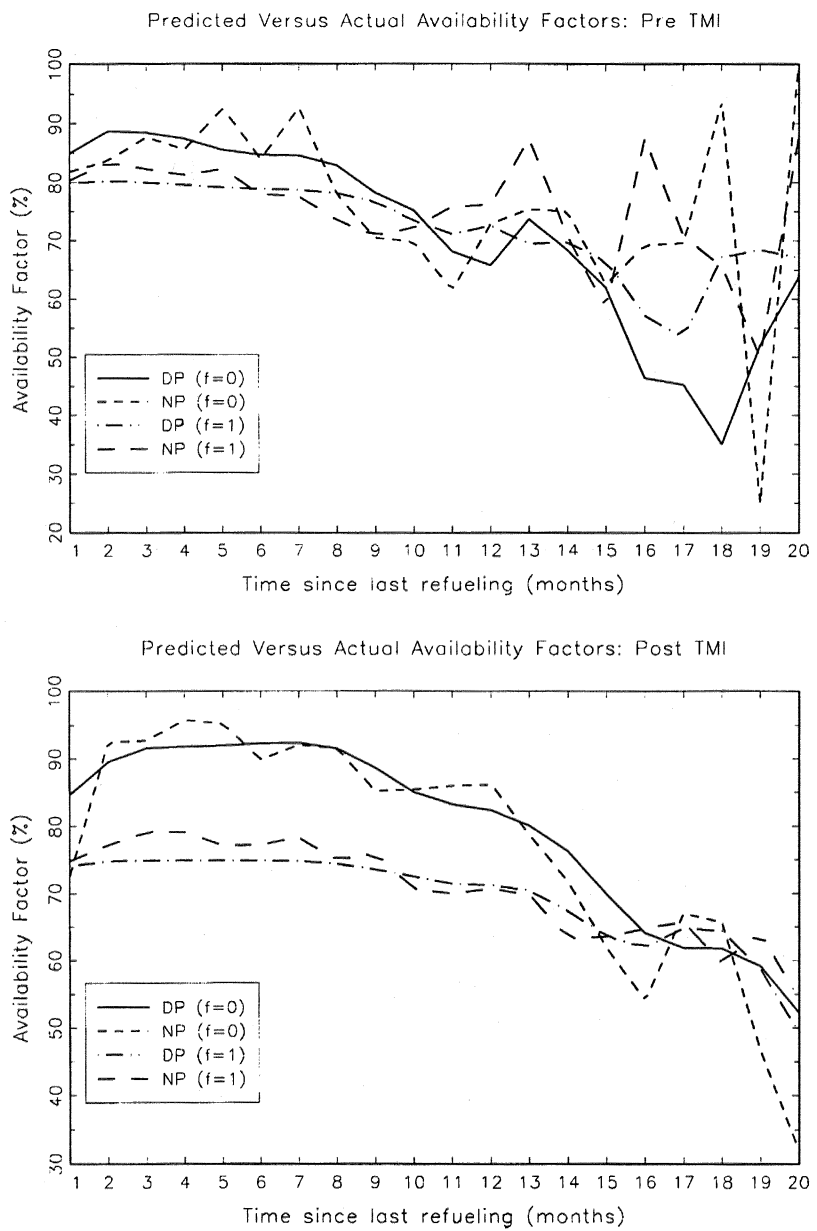 Predicted Versus Actual Availability Factors: Pre TMI
100
90
80
70
60
50
40
30
20
Availability Factor (%)
DP (f=0)
NP (f=0)
DP (f=1)
NP (f=1)
1 2 3 4 5 6 7 8 9 10 11 12 13 14 15 16 17 18 19 20
Time since last refueling (months)
Predicted Versus Actual Availability Factors: Post TMI
100
90
80
70
60
50
40
30
Availability Factor (%)
DP (f=0)
NP (f=0)
DP (f=1)
NP (f=1)
1 2 3 4 5 6 7 8 9 10 11 12 13 14 15 16 17 18 19 20
Time since last refueling (months)